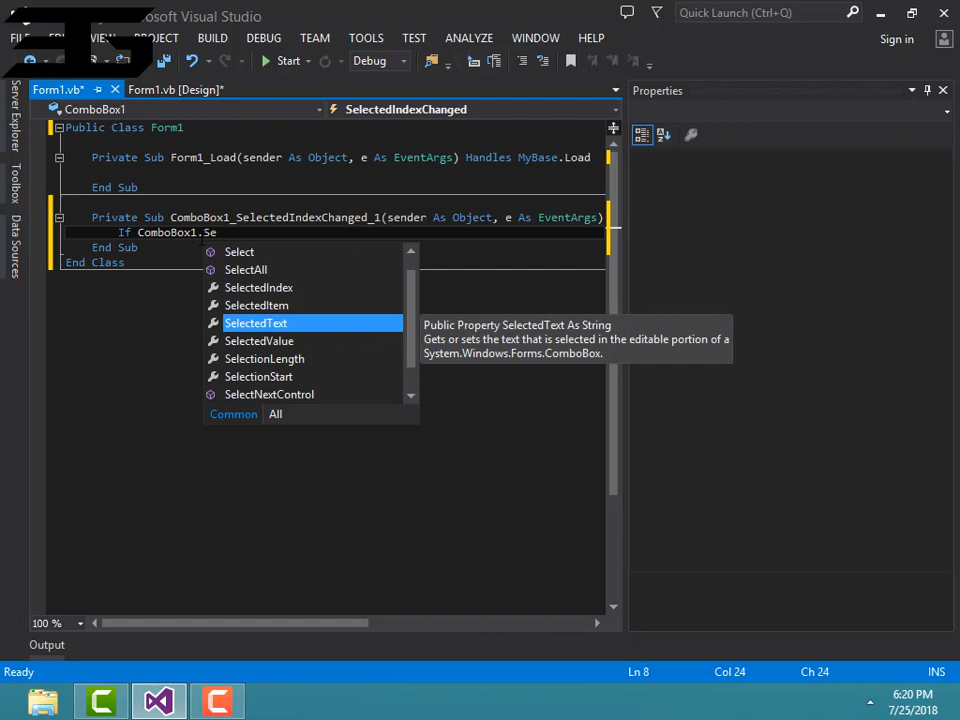 osoft Visual Studio
Quick Launch (Ctrl+Q)
FILE
VIEW
PROJECT
BUILD
DEBUG
TEAM
TOOLS
TEST
ANALYZE
WINDOW
HELP
Sign in
Start
Debug
Form1.vb*
Form1.vb [Design]*
Properties
ComboBox1
SelectedIndexChanged
Server Explorer
Toolbox
Data Sources
Public Class Form1
Private Sub Form1_Load(sender As Object, e As EventArgs) Handles MyBase.Load
End Sub
Private Sub ComboBox1_SelectedIndexChanged_1(sender As Object, e As EventArgs)
If ComboBox1.Se
End Sub
End Class
Select
SelectAll
SelectedIndex
SelectedItem
SelectedText
SelectedValue
SelectionLength
SelectionStart
SelectNextControl
Common All
Public Property SelectedText As String
Gets or sets the text that is selected in the editable portion of a
System.Windows.Forms.ComboBox.
100 %
Output
Ready
Ln 8
Col 24
Ch 24
INS
6:20 PM
7/25/2018